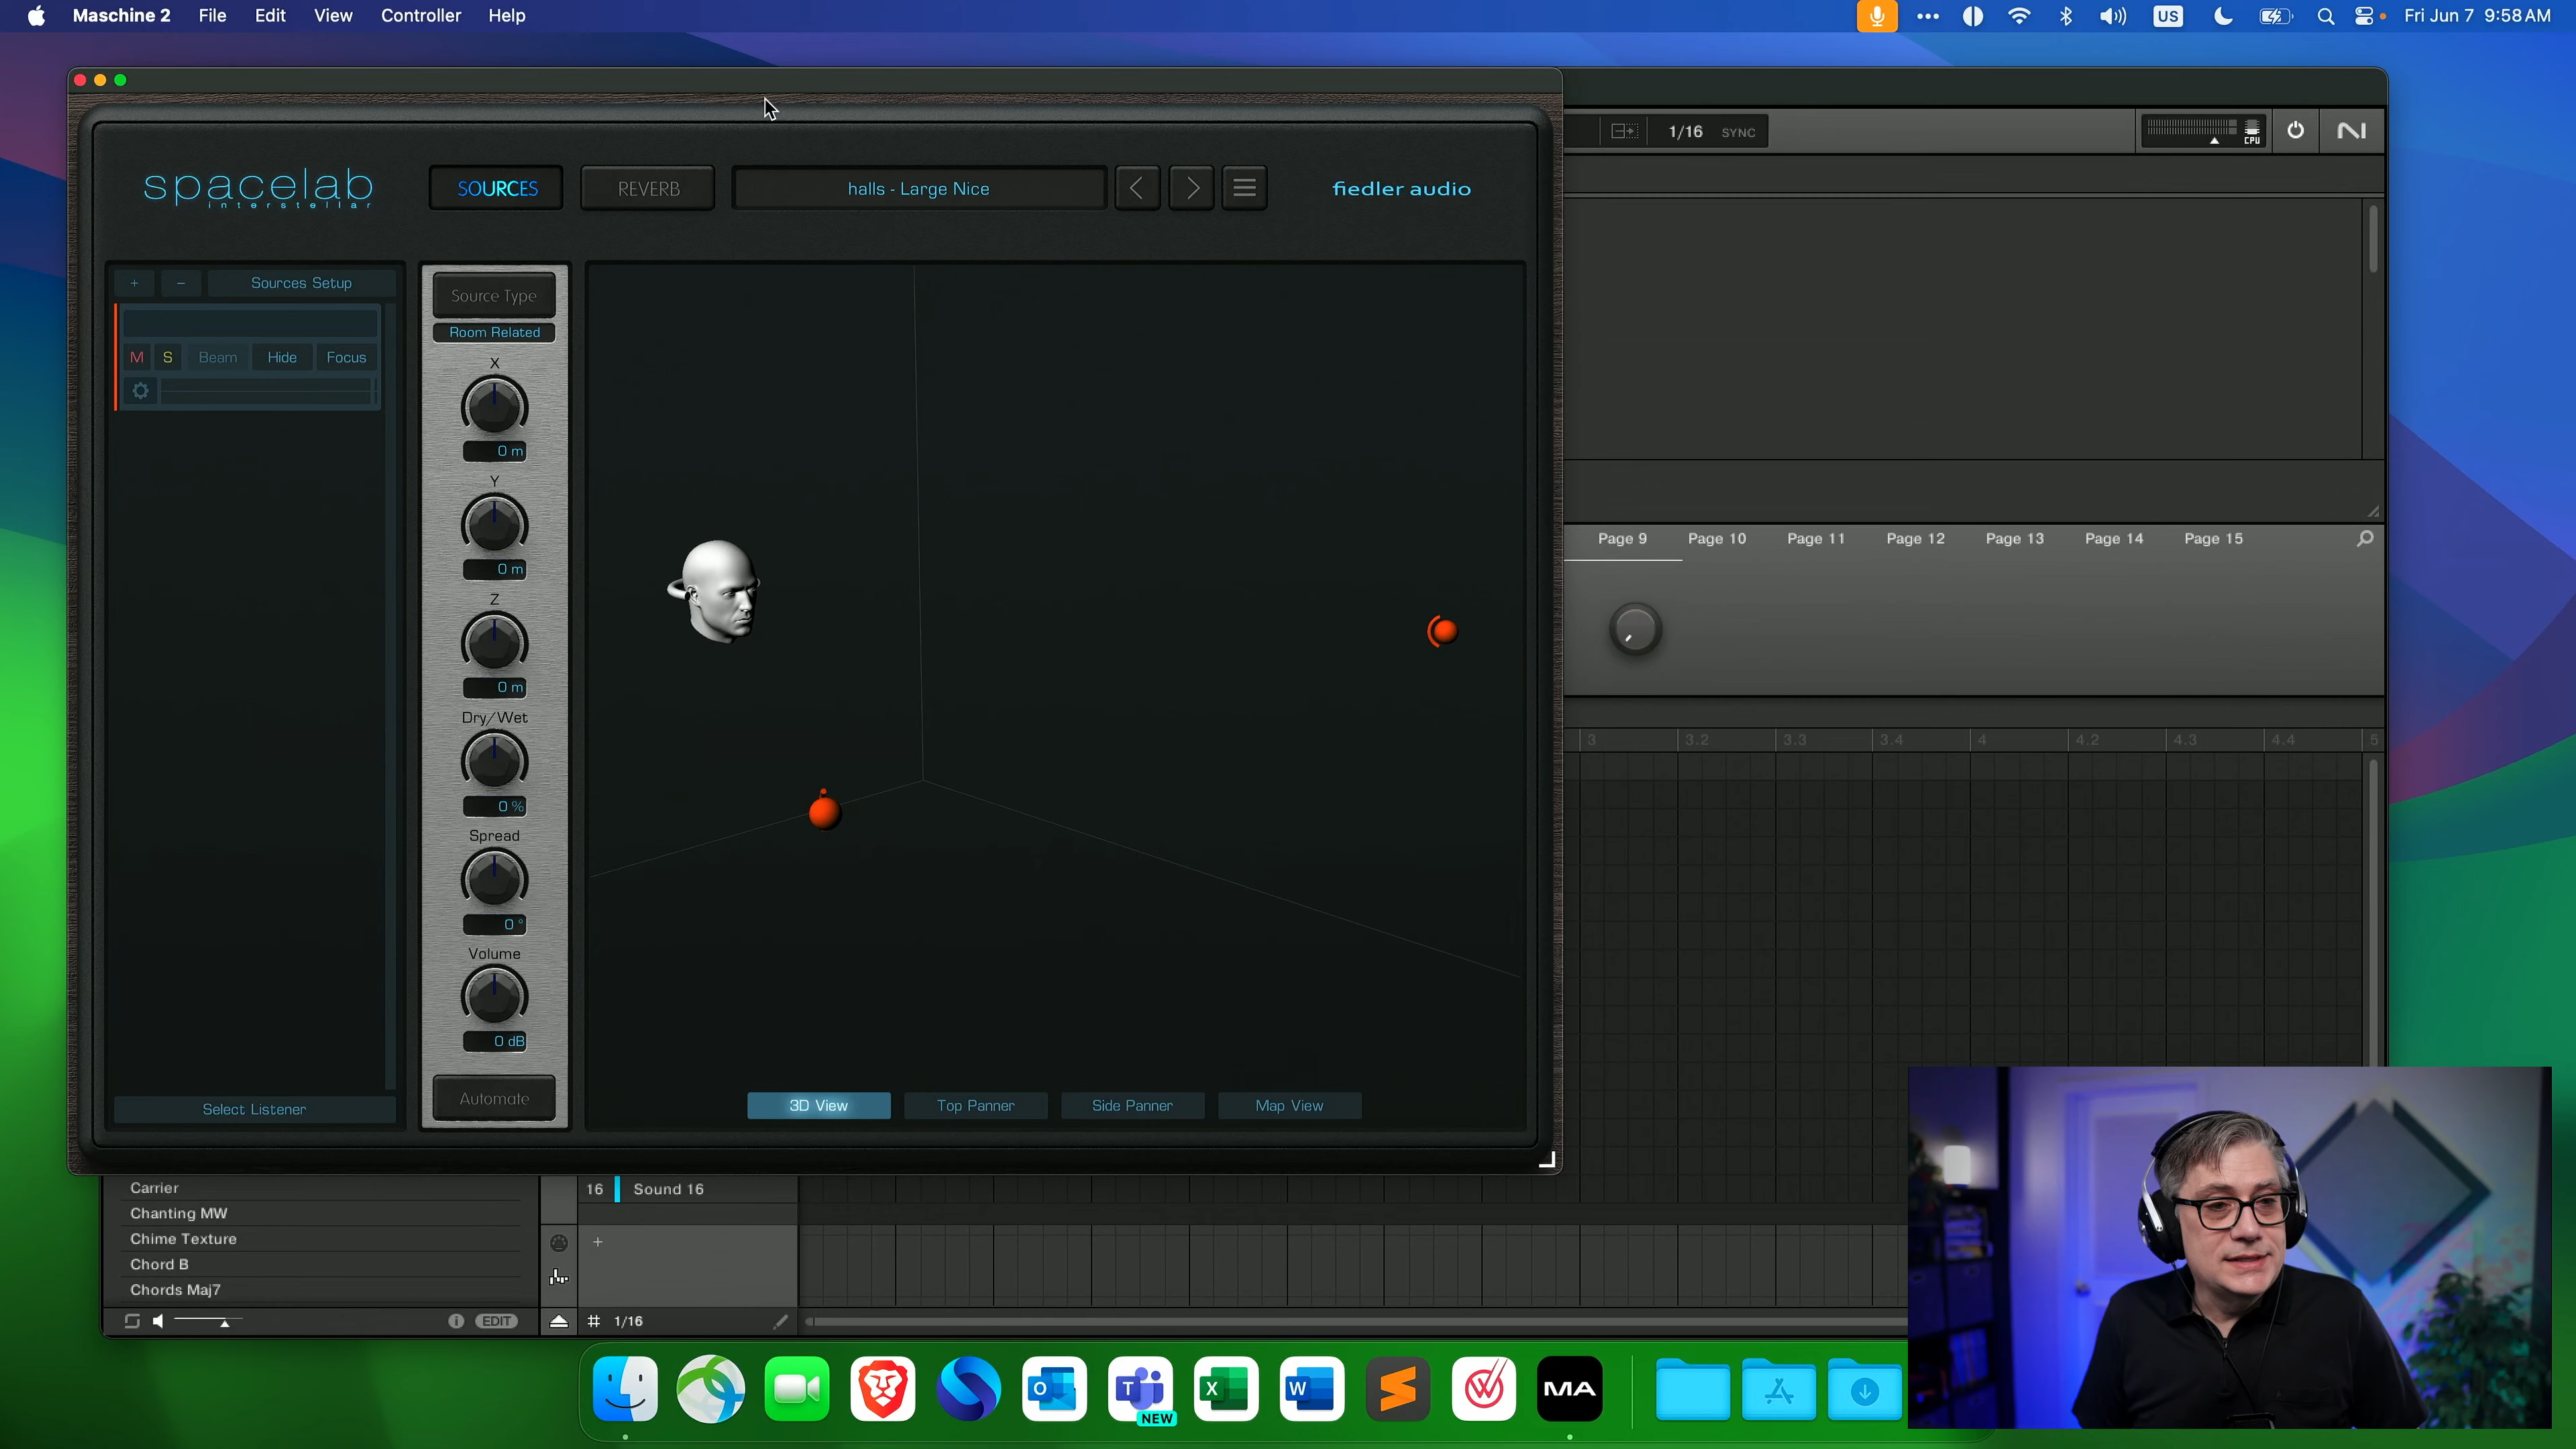 Maschine 2 File Edit View Controller Help
US Fri Jun 7 9:58 AM
1/16 SYNC
CPU
spacelab
interstellar
SOURCES
REVERB
halls - Large Nice
fiedler audio
+ - Sources Setup
M S Beam Hide Focus
Select Listener
Source Type
Room Related
X
0 m
Y
0 m
Z
0 m
Dry/Wet
0 %
Spread
0 °
Volume
0 dB
Automate
3D View
Top Panner
Side Panner
Map View
Page 9 Page 10 Page 11 Page 12 Page 13 Page 14 Page 15
3 3.2 3.3 3.4 4 4.2 4.3 4.4 5
Carrier
Chanting MW
Chime Texture
Chord B
Chords Maj7
EDIT
16 Sound 16
+
1/16
O
T
NEW
X
W
MA